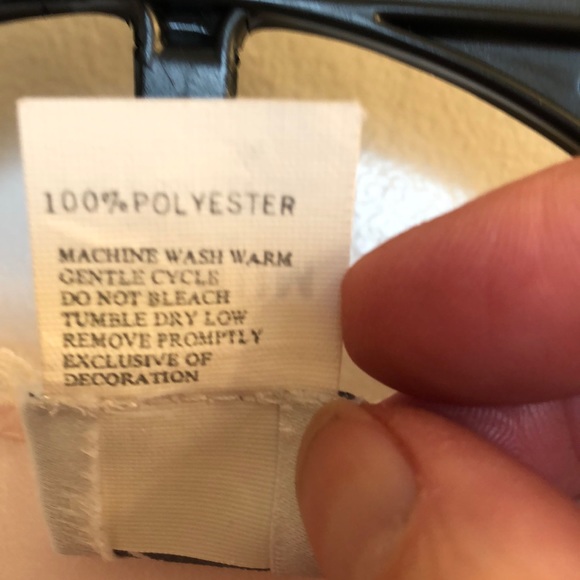 100% POLYESTER
MACHINE WASH WARM
GENTLE CYCLE
DO NOT BLEACH
TUMBLE DRY LOW
REMOVE PROMPTLY
EXCLUSIVE OF
DECORATION